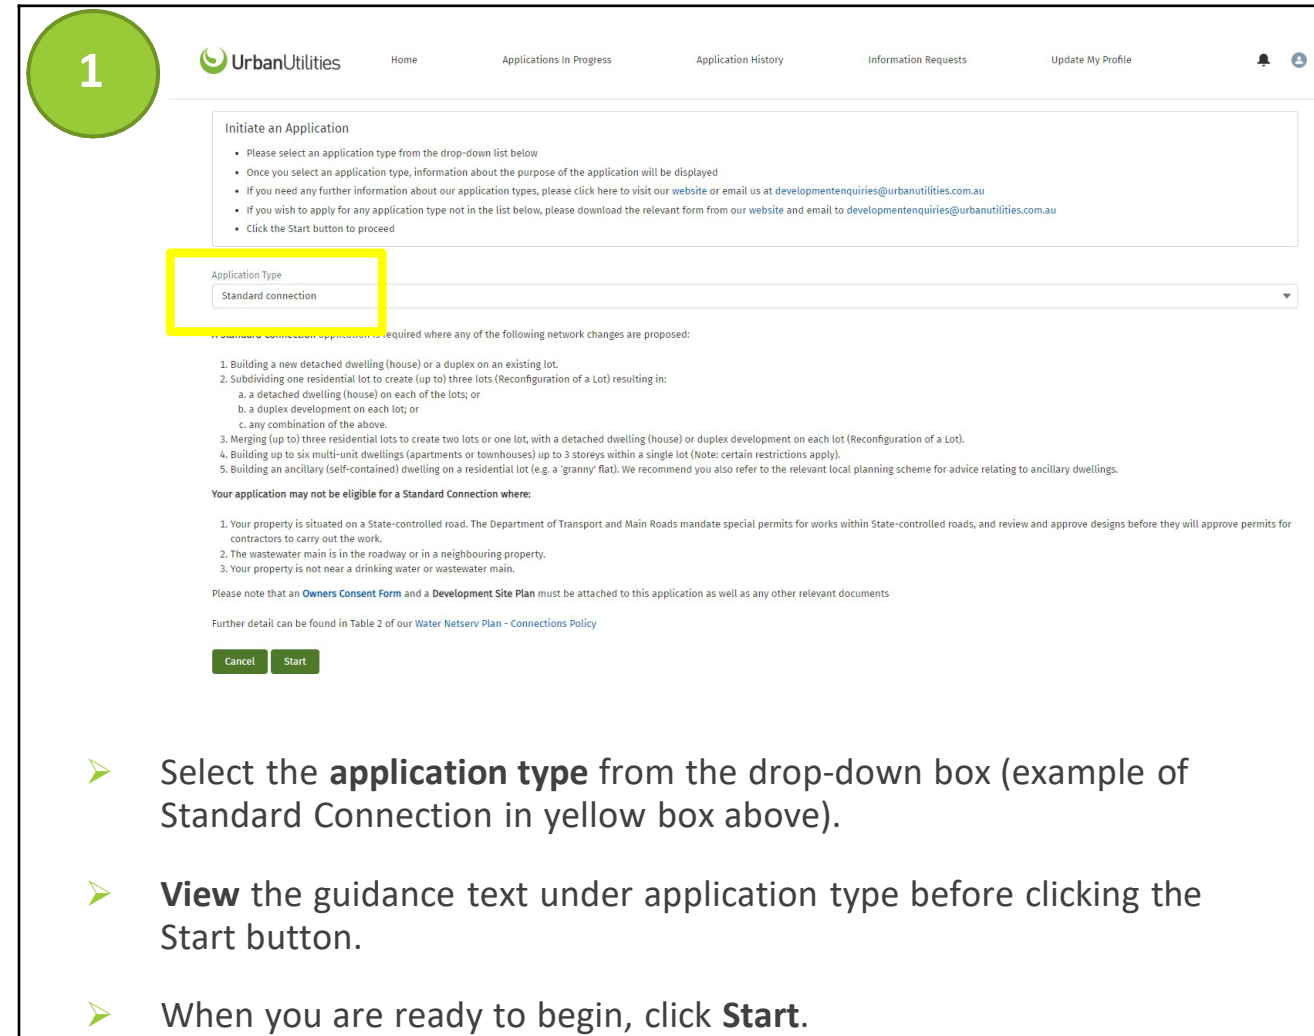 1
UrbanUtilities
Home
Applications In Progress
Application History
Information Requests
Update My Profile
Initiate an Application
• Please select an application type from the drop-down list below
• Once you select an application type, information about the purpose of the application will be displayed
• If you need any further information about our application types, please click here to visit our website or email us at developmentenquiries@urbanutilities.com.au
• If you wish to apply for any application type not in the list below, please download the relevant form from our website and email to developmentenquiries@urbanutilities.com.au
• Click the Start button to proceed
Application Type
Standard connection
A Standard Connection application is required where any of the following network changes are proposed:
1. Building a new detached dwelling (house) or a duplex on an existing lot.
2. Subdividing one residential lot to create (up to) three lots (Reconfiguration of a Lot) resulting in:
a. a detached dwelling (house) on each of the lots; or
b. a duplex development on each lot; or
c. any combination of the above.
3. Merging (up to) three residential lots to create two lots or one lot, with a detached dwelling (house) or duplex development on each lot (Reconfiguration of a Lot).
4. Building up to six multi-unit dwellings (apartments or townhouses) up to 3 storeys within a single lot (Note: certain restrictions apply).
5. Building an ancillary (self-contained) dwelling on a residential lot (e.g. a 'granny' flat). We recommend you also refer to the relevant local planning scheme for advice relating to ancillary dwellings.
Your application may not be eligible for a Standard Connection where:
1. Your property is situated on a State-controlled road. The Department of Transport and Main Roads mandate special permits for works within State-controlled roads, and review and approve designs before they will approve permits for
contractors to carry out the work.
2. The wastewater main is in the roadway or in a neighbouring property.
3. Your property is not near a drinking water or wastewater main.
Please note that an Owners Consent Form and a Development Site Plan must be attached to this application as well as any other relevant documents
Further detail can be found in Table 2 of our Water Netserv Plan - Connections Policy
Cancel
Start
➢ Select the application type from the drop-down box (example of
Standard Connection in yellow box above).
➢ View the guidance text under application type before clicking the
Start button.
➢ When you are ready to begin, click Start.